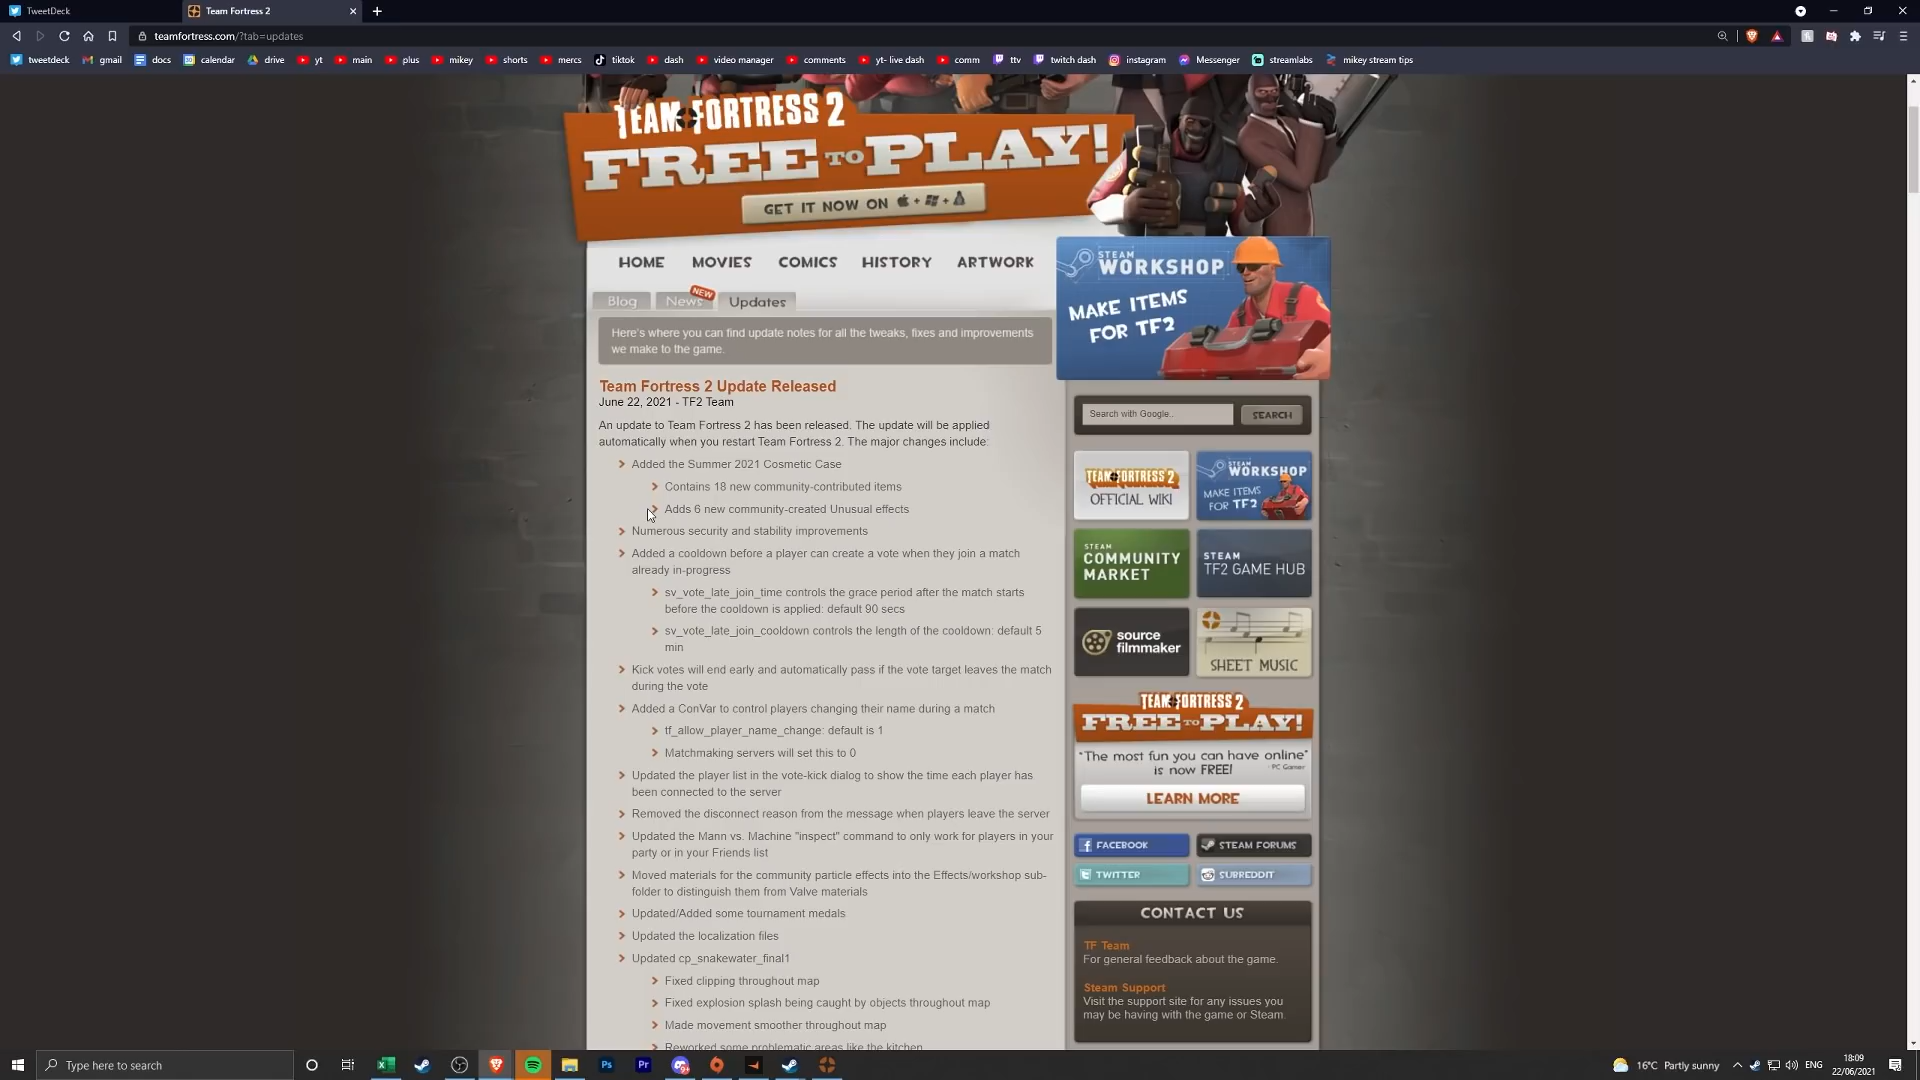 TweetDeck
Team Fortress 2
teamfortress.com/?tab=updates
tweetdeck gmail docs calendar drive yt main plus mikey shorts mercs tiktok dash video manager comments yt- live dash comm ttv twitch dash instagram Messenger streamlabs mikey stream tips
TEAM FORTRESS 2
FREE TO PLAY!
GET IT NOW ON + +
HOME MOVIES COMICS HISTORY ARTWORK
Blog News NEW Updates
Here's where you can find update notes for all the tweaks, fixes and improvements
we make to the game.
Team Fortress 2 Update Released
June 22, 2021 - TF2 Team
An update to Team Fortress 2 has been released. The update will be applied
automatically when you restart Team Fortress 2. The major changes include:
Added the Summer 2021 Cosmetic Case
Contains 18 new community-contributed items
Adds 6 new community-created Unusual effects
Numerous security and stability improvements
Added a cooldown before a player can create a vote when they join a match
already in-progress
sv_vote_late_join_time controls the grace period after the match starts
before the cooldown is applied: default 90 secs
sv_vote_late_join_cooldown controls the length of the cooldown: default 5
min
Kick votes will end early and automatically pass if the vote target leaves the match
during the vote
Added a ConVar to control players changing their name during a match
tf_allow_player_name_change: default is 1
Matchmaking servers will set this to 0
Updated the player list in the vote-kick dialog to show the time each player has
been connected to the server
Removed the disconnect reason from the message when players leave the server
Updated the Mann vs. Machine "inspect" command to only work for players in your
party or in your Friends list
Moved materials for the community particle effects into the Effects/workshop sub-
folder to distinguish them from Valve materials
Updated/Added some tournament medals
Updated the localization files
Updated cp_snakewater_final1
Fixed clipping throughout map
Fixed explosion splash being caught by objects throughout map
Made movement smoother throughout map
Reworked some problematic areas like the kitchen
STEAM
WORKSHOP
MAKE ITEMS
FOR TF2
Search with Google.. SEARCH
TEAM FORTRESS 2
OFFICIAL WIKI
STEAM
WORKSHOP
MAKE ITEMS
FOR TF2
STEAM
COMMUNITY
MARKET
STEAM
TF2 GAME HUB
source
filmmaker
SHEET MUSIC
TEAM FORTRESS 2
FREE TO PLAY!
"The most fun you can have online"
is now FREE! - PC Gamer
LEARN MORE
FACEBOOK STEAM FORUMS
TWITTER SUBREDDIT
CONTACT US
TF Team
For general feedback about the game.
Steam Support
Visit the support site for any issues you
may be having with the game or Steam.
Type here to search
Ps Pr
16°C Partly sunny ENG
18:09
22/06/2021